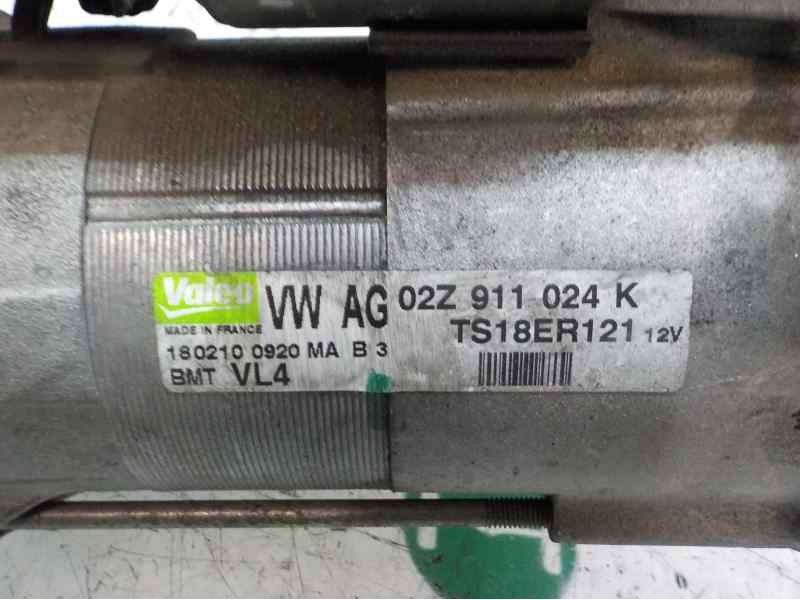 Valeo VW AG 02Z 911 024 K
MADE IN FRANCE TS18ER121 12V
180210 0920 MA B 3
BMT VL4